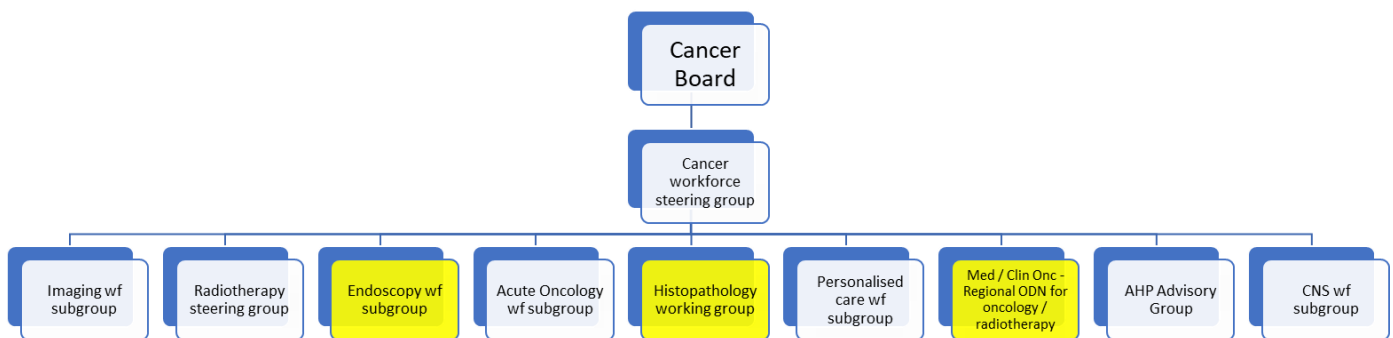 Cancer
Board
Cancer
workforce
steering group
Imaging wf
subgroup
Radiotherapy
steering group
Endoscopy wf
subgroup
Acute Oncology
wf subgroup
Histopathology
working group
Personalised
care wf
subgroup
Med / Clin Onc -
Regional ODN for
oncology /
radiotherapy
AHP Advisory
Group
CNS wf
subgroup